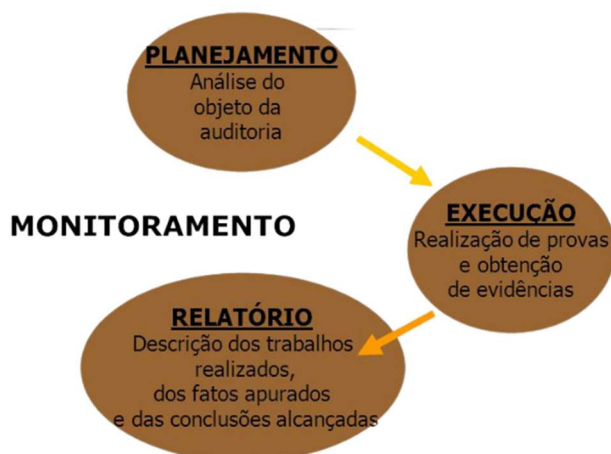 PLANEJAMENTO
Análise do
objeto da
auditoria
MONITORAMENTO
EXECUÇÃO
Realização de provas
e obtenção
de evidências
RELATÓRIO
Descrição dos trabalhos
realizados,
dos fatos apurados
e das conclusões alcançadas